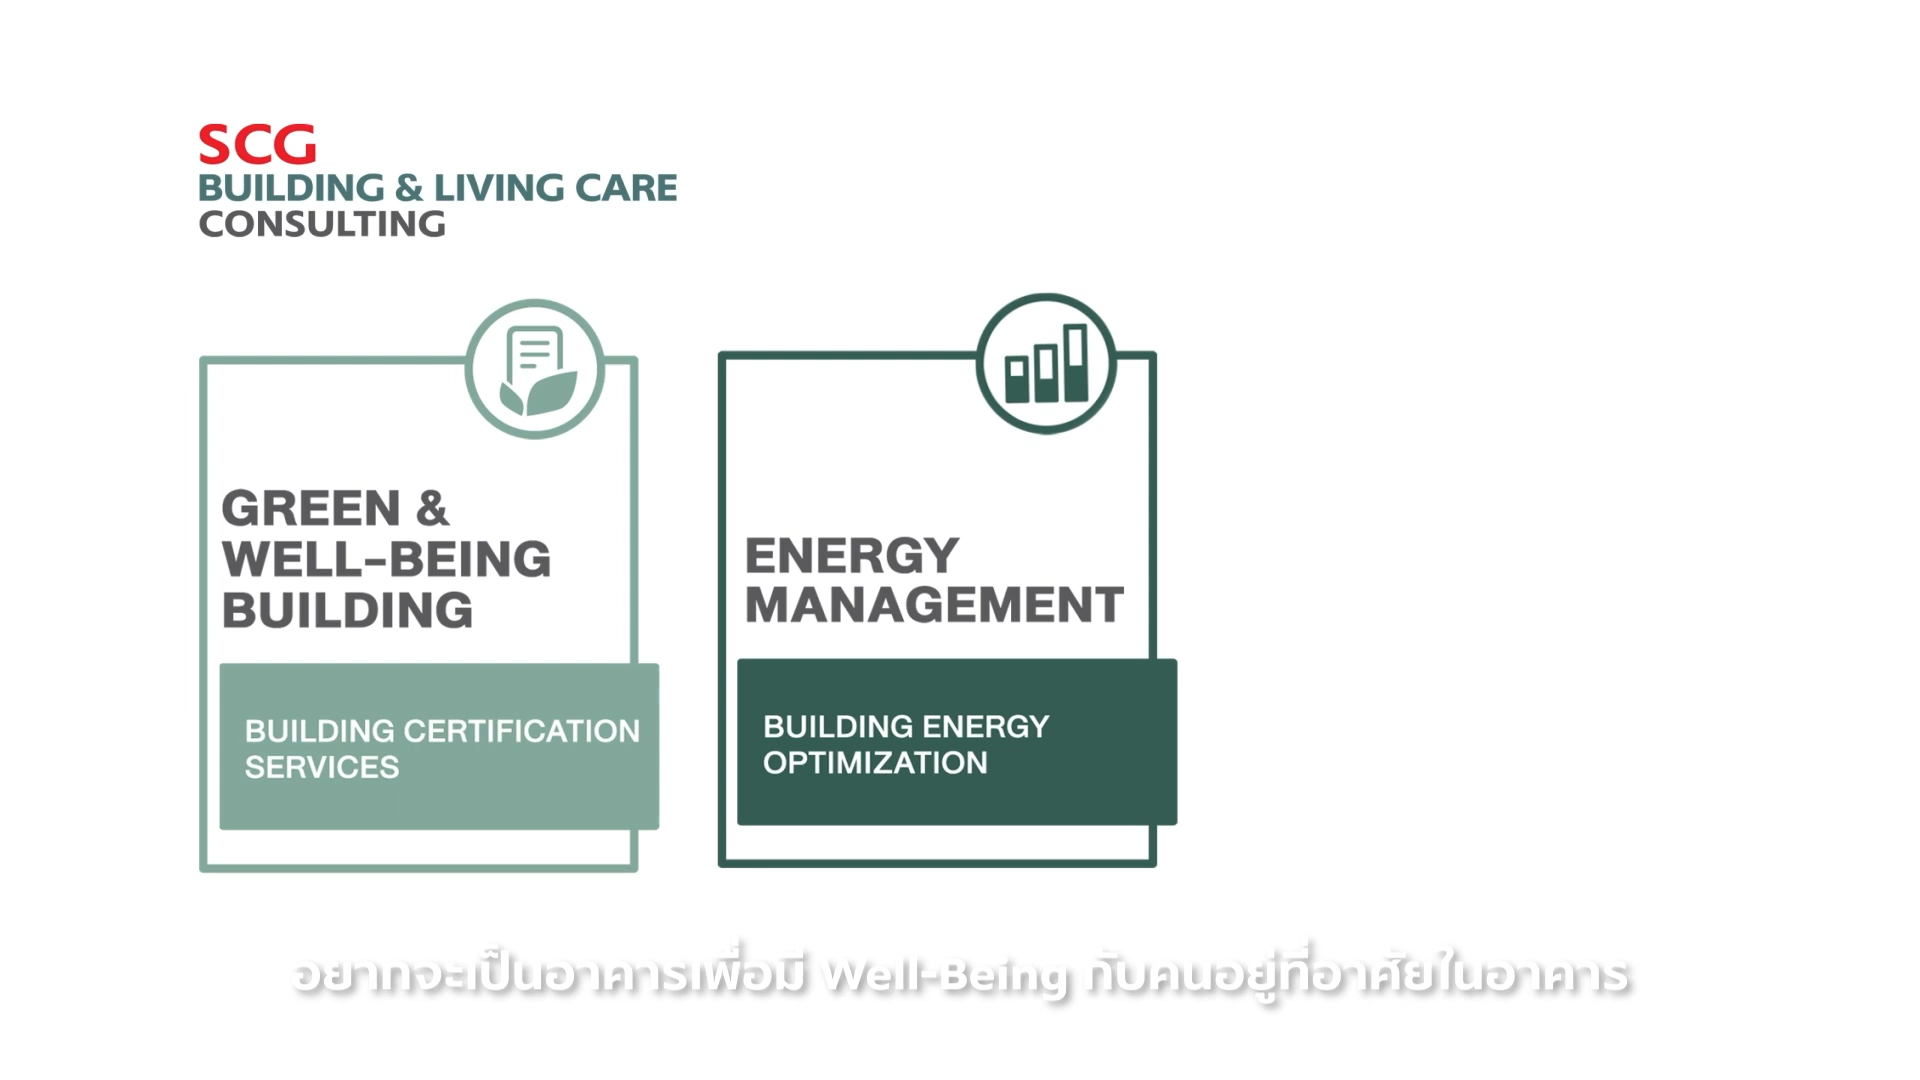 SCG
BUILDING & LIVING CARE
CONSULTING
GREEN &
WELL-BEING
BUILDING
BUILDING CERTIFICATION
SERVICES
ENERGY
MANAGEMENT
BUILDING ENERGY
OPTIMIZATION
อยากจะเป็นอาคารเพื่อมี Well-Being กับคนอยู่ที่อาศัยในอาคาร